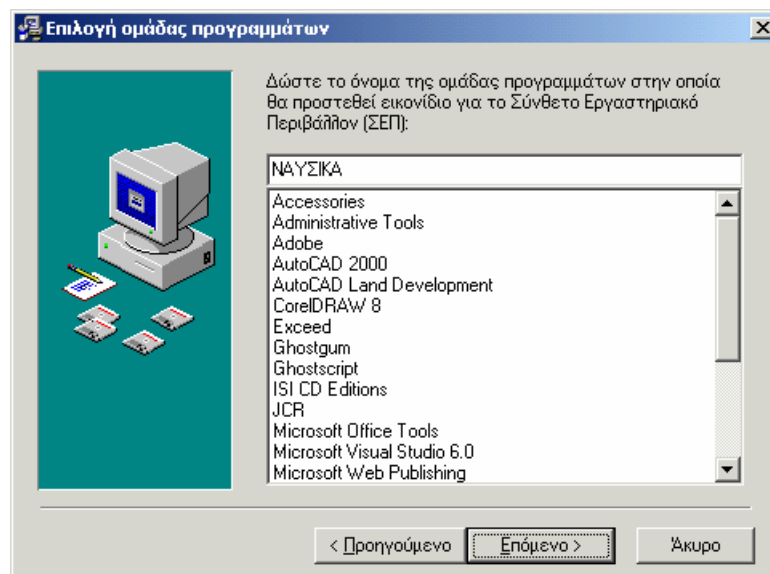 Επιλογή ομάδας προγραμμάτων
Δώστε το όνομα της ομάδας προγραμμάτων στην οποία
θα προστεθεί εικονίδιο για το Σύνθετο Εργαστηριακό
Περιβάλλον (ΣΕΠ):
ΝΑΥΣΙΚΑ
Accessories
Administrative Tools
Adobe
AutoCAD 2000
AutoCAD Land Development
CorelDRAW 8
Exceed
Ghostgum
Ghostscript
ISI CD Editions
JCR
Microsoft Office Tools
Microsoft Visual Studio 6.0
Microsoft Web Publishing
< Προηγούμενο
Επόμενο >
Άκυρο